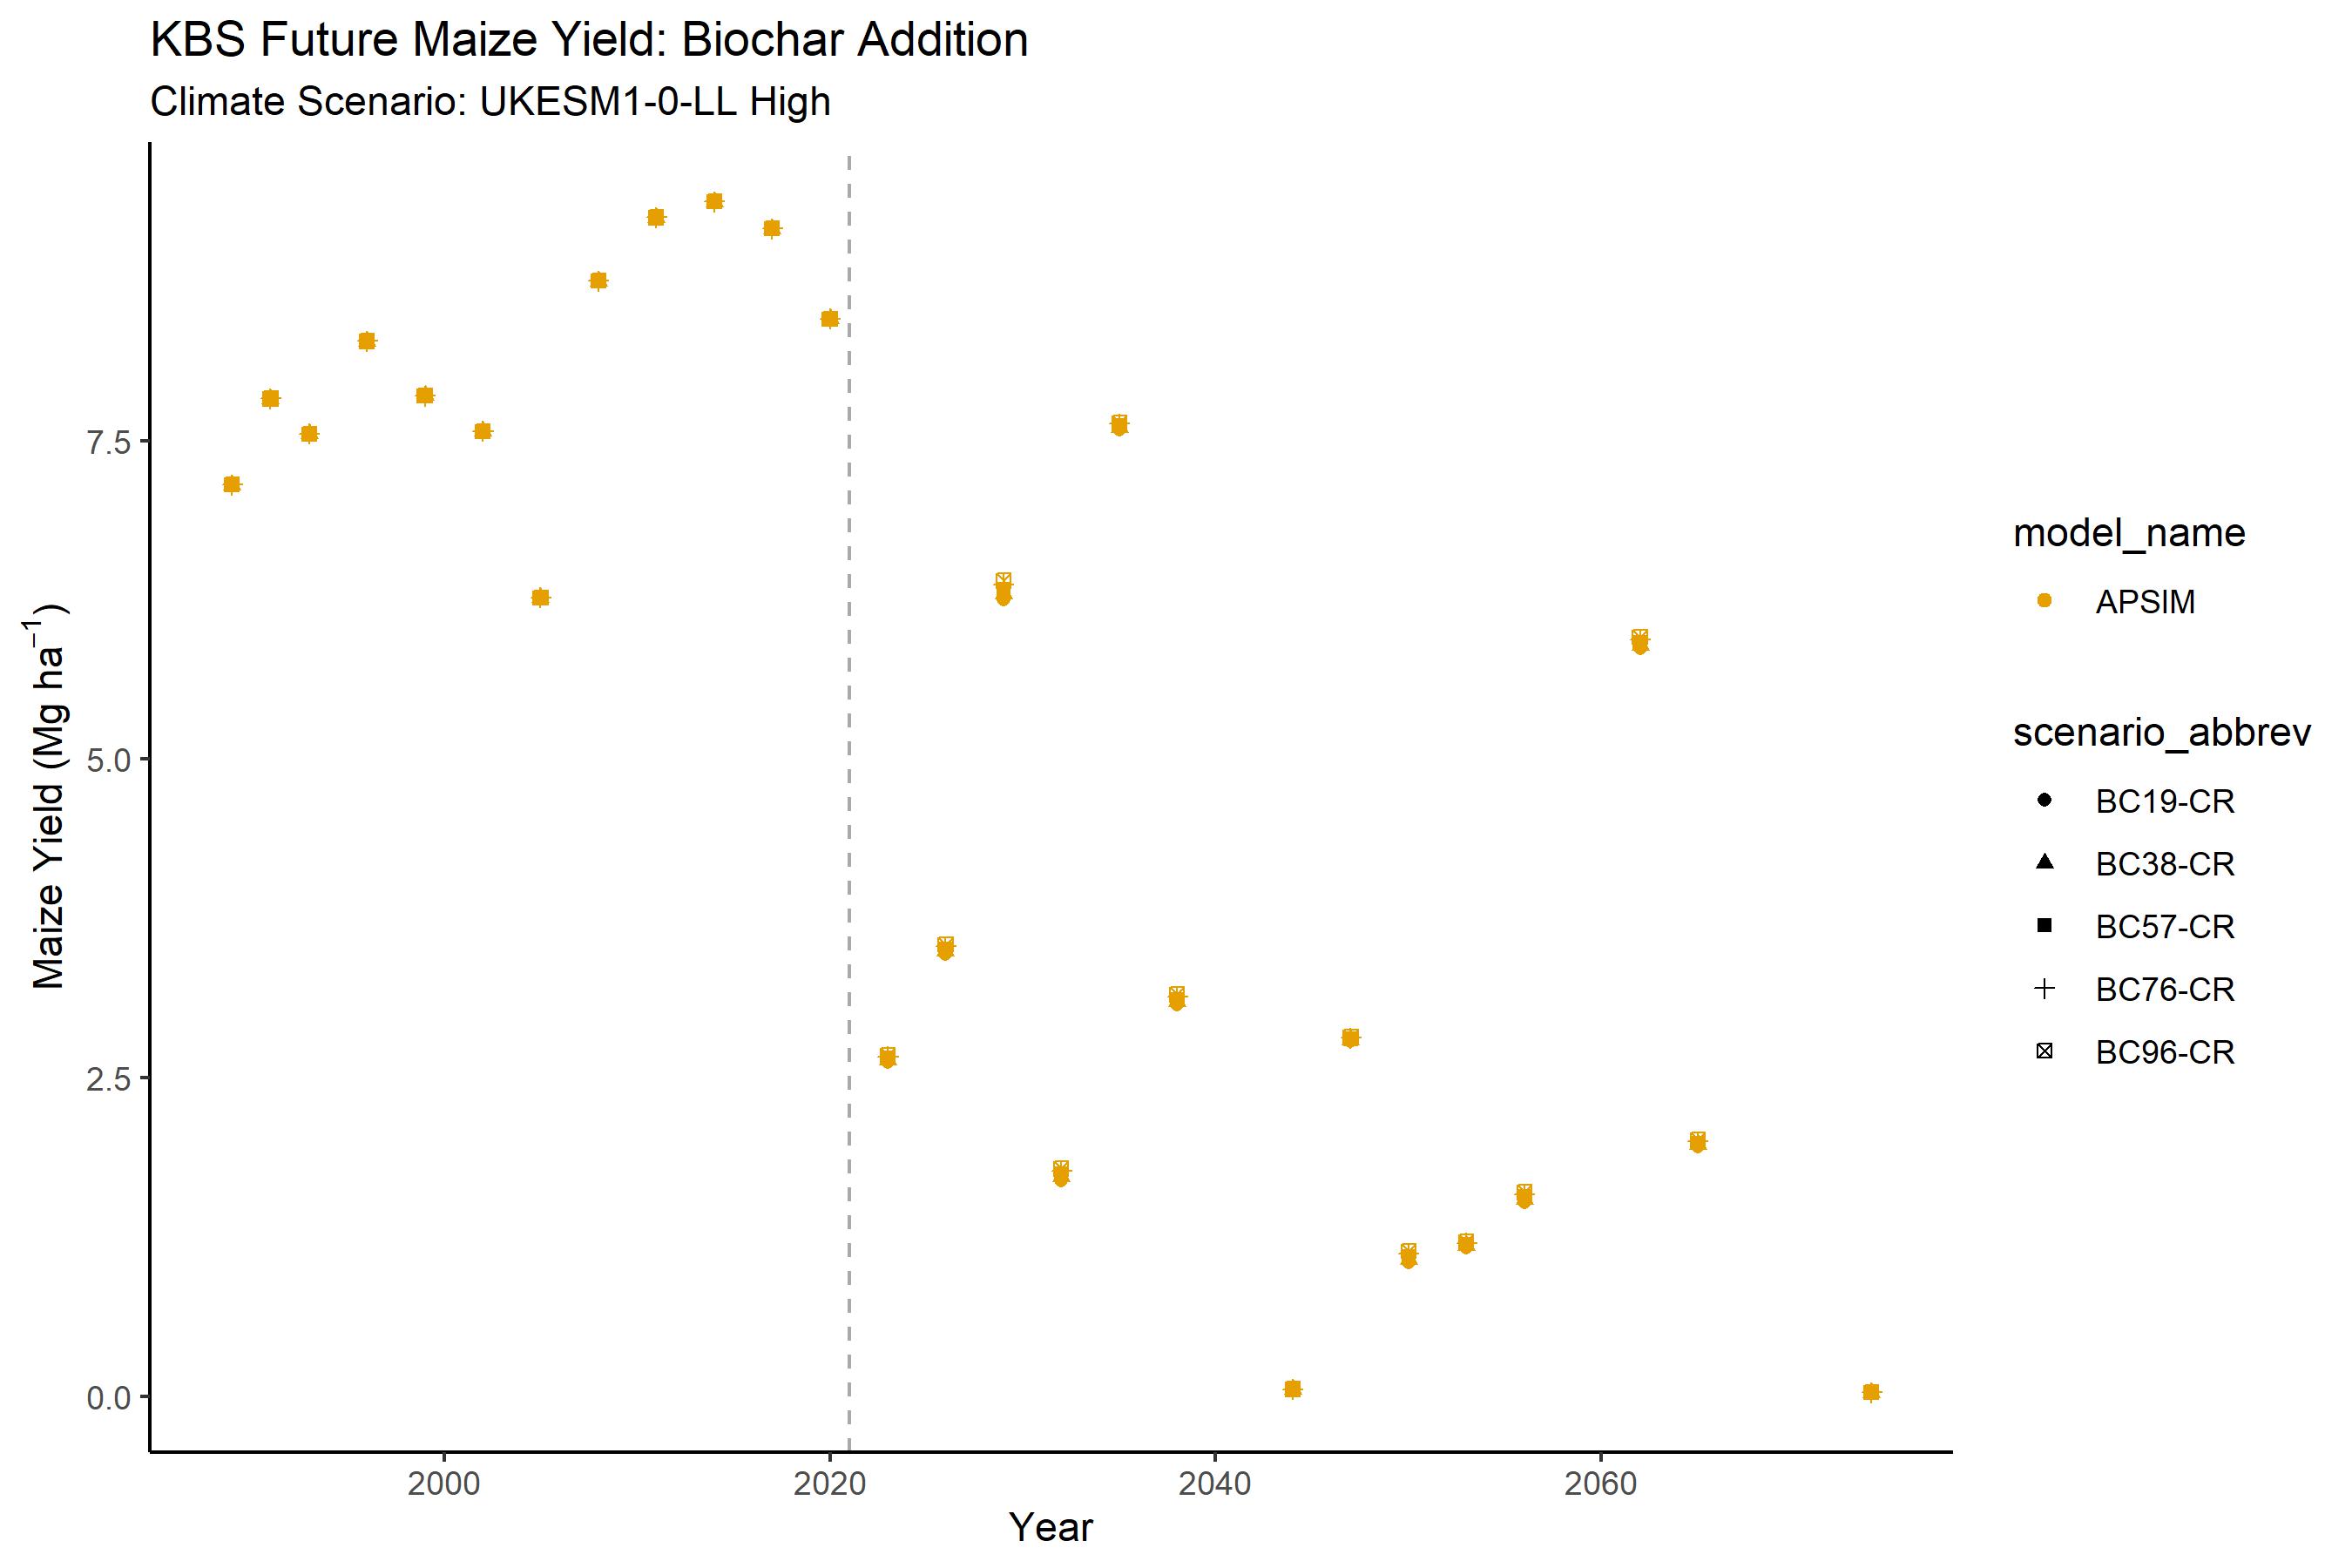 KBS Future Maize Yield: Biochar Addition
Climate Scenario: UKESM1-0-LL High
Maize Yield (Mg ha⁻¹)
7.5
5.0
2.5
0.0
2000
2020
2040
2060
Year
model_name
APSIM
scenario_abbrev
BC19-CR
BC38-CR
BC57-CR
BC76-CR
BC96-CR